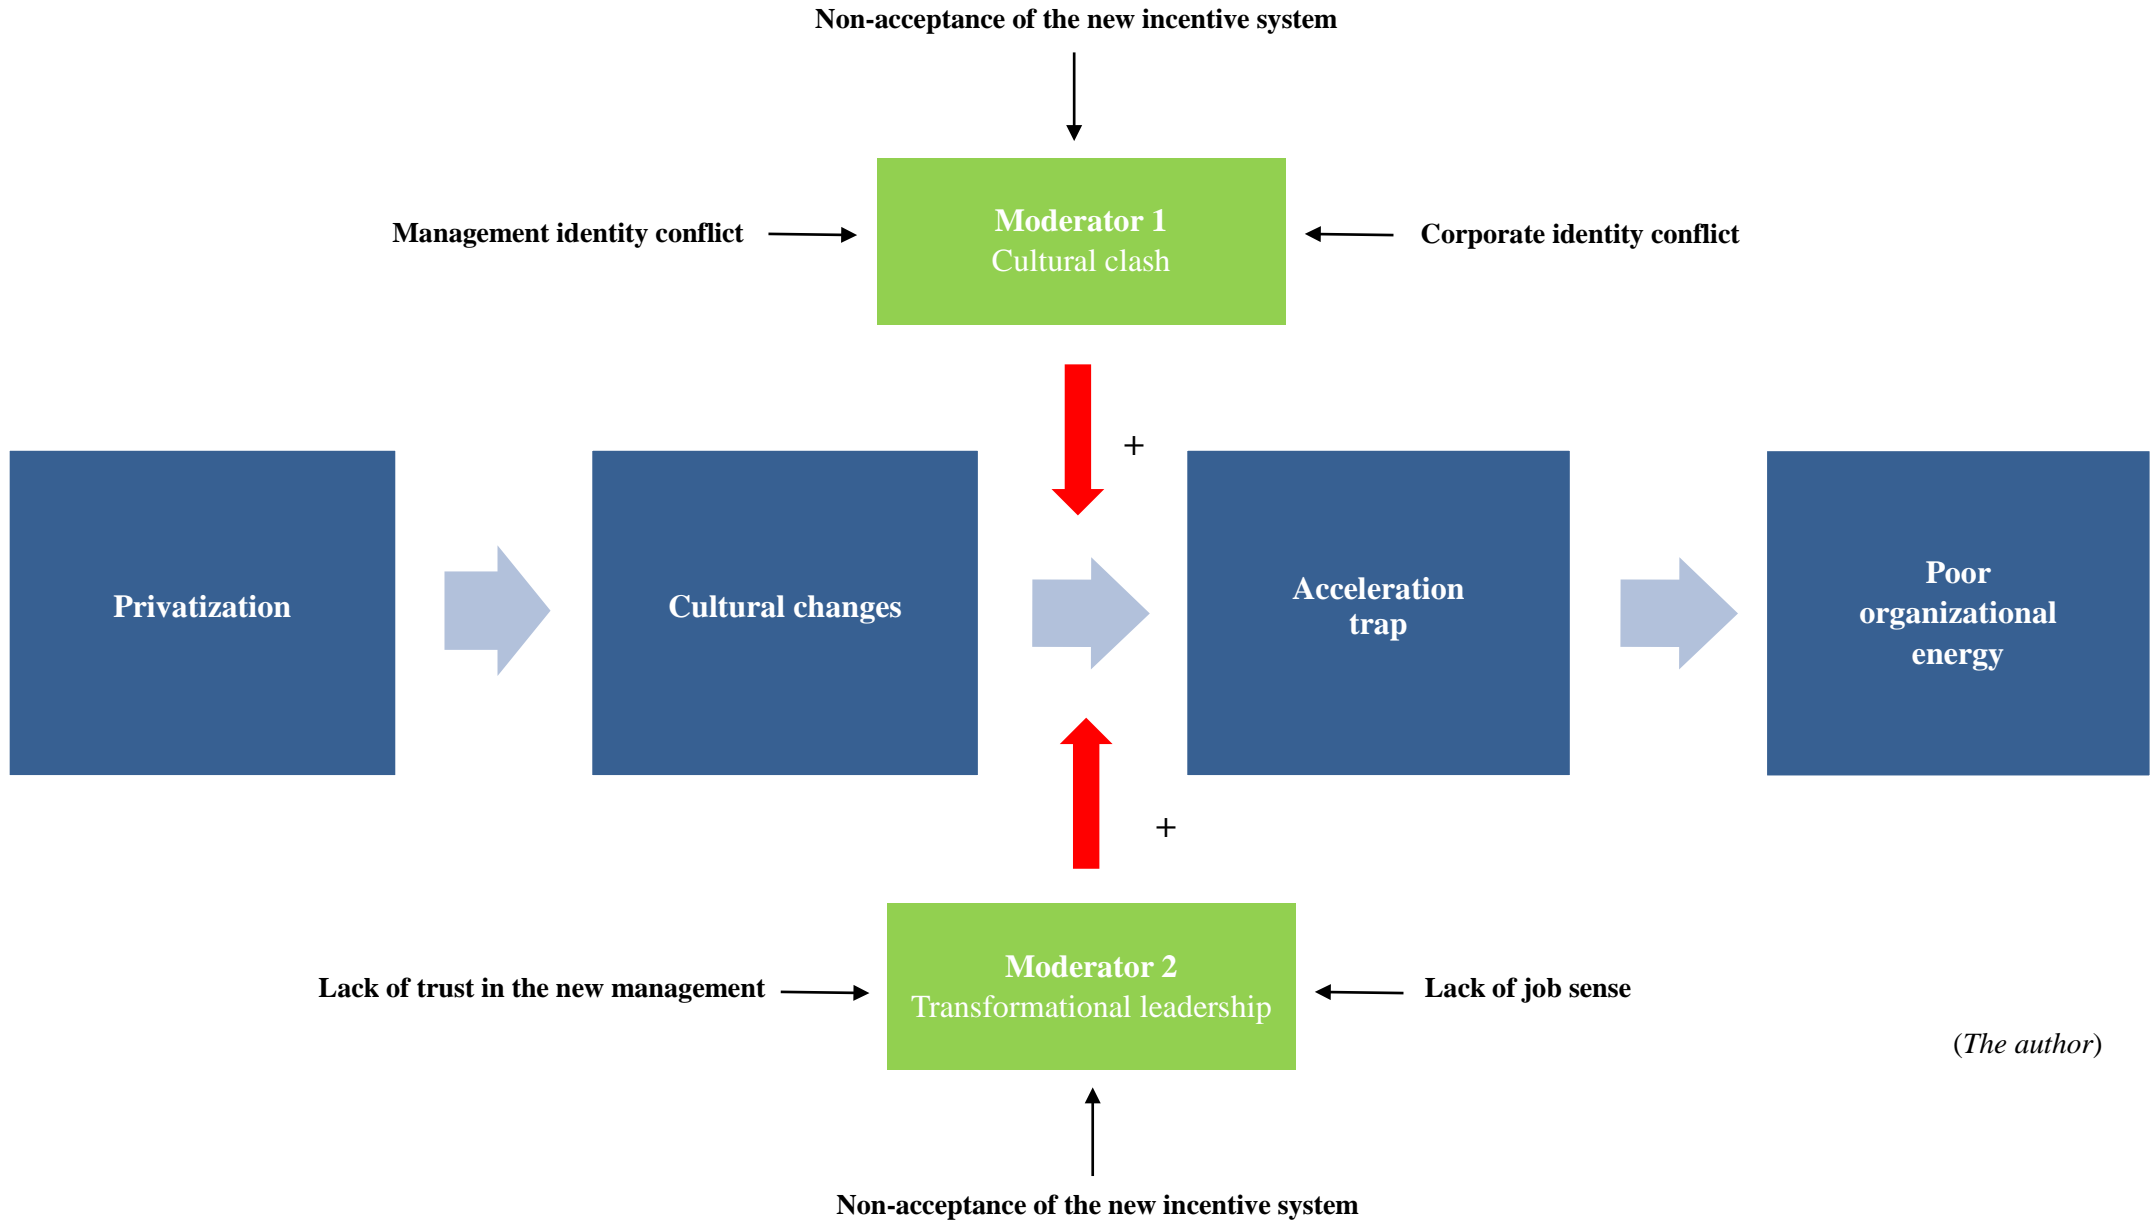 Non-acceptance of the new incentive system
Moderator 1
Cultural clash
Management identity conflict
Corporate identity conflict
+
Privatization
Cultural changes
Acceleration
trap
Poor
organizational
energy
+
Moderator 2
Transformational leadership
Lack of trust in the new management
Lack of job sense
(The author)
Non-acceptance of the new incentive system